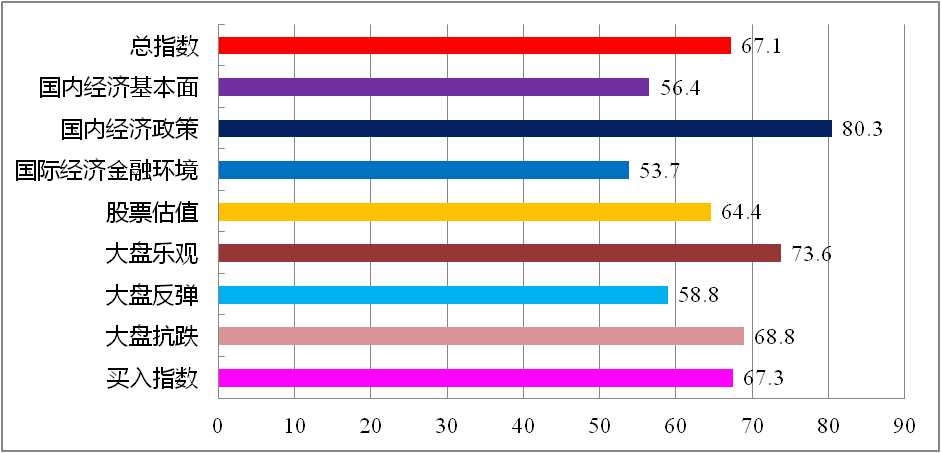 总指数 67.1
国内经济基本面 56.4
国内经济政策 80.3
国际经济金融环境 53.7
股票估值 64.4
大盘乐观 73.6
大盘反弹 58.8
大盘抗跌 68.8
买入指数 67.3
0 10 20 30 40 50 60 70 80 90